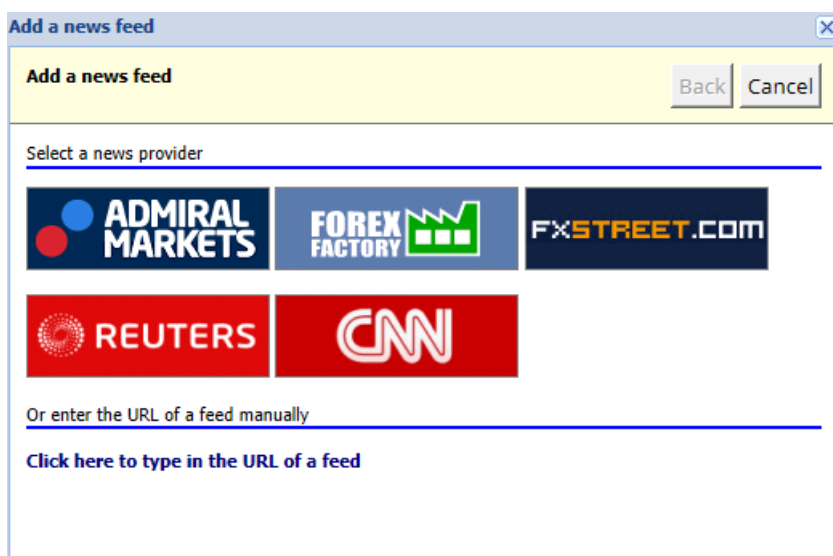 Add a news feed
Add a news feed
Back Cancel
Select a news provider
ADMIRAL
MARKETS
FOREX
FACTORY
FXSTREET.COM
REUTERS
CNN
Or enter the URL of a feed manually
Click here to type in the URL of a feed